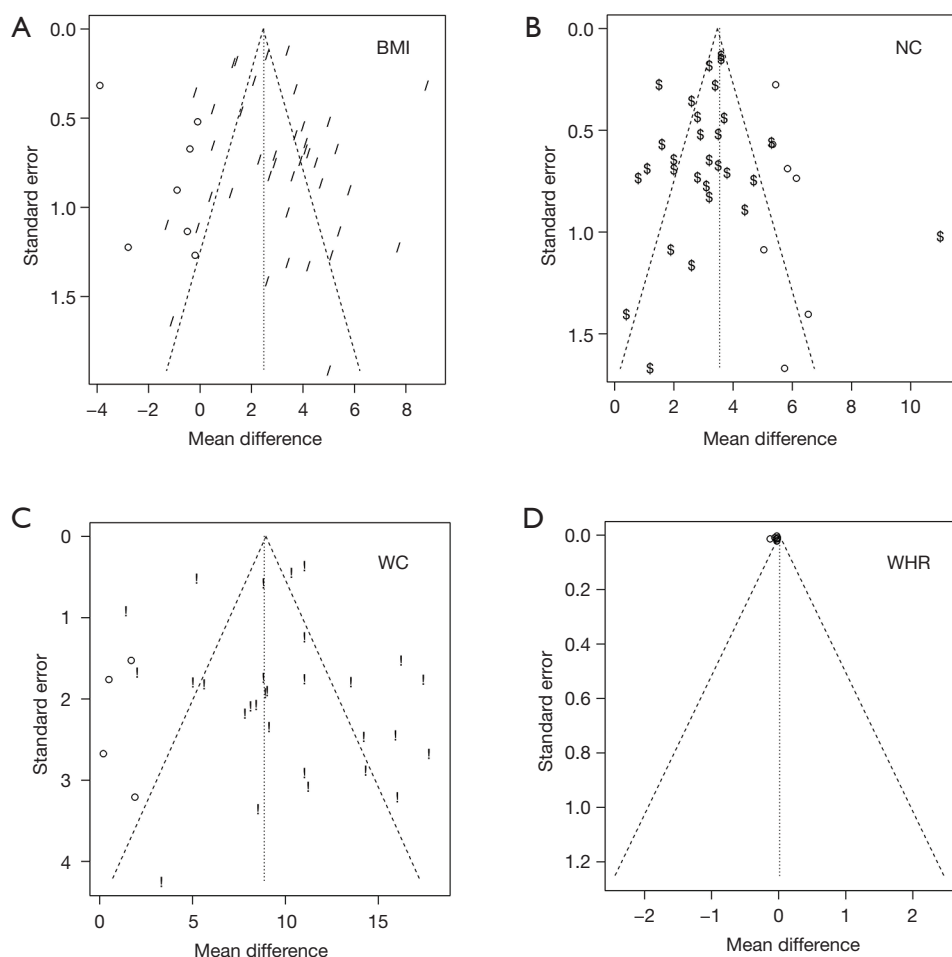 A
BMI
0.0
0.5
1.0
1.5
Standard error
−4 −2 0 2 4 6 8
Mean difference
B
NC
0.0
0.5
1.0
1.5
Standard error
0 2 4 6 8 10
Mean difference
C
WC
0
1
2
3
4
Standard error
0 5 10 15
Mean difference
D
WHR
0.0
0.2
0.4
0.6
0.8
1.0
1.2
Standard error
−2 −1 0 1 2
Mean difference